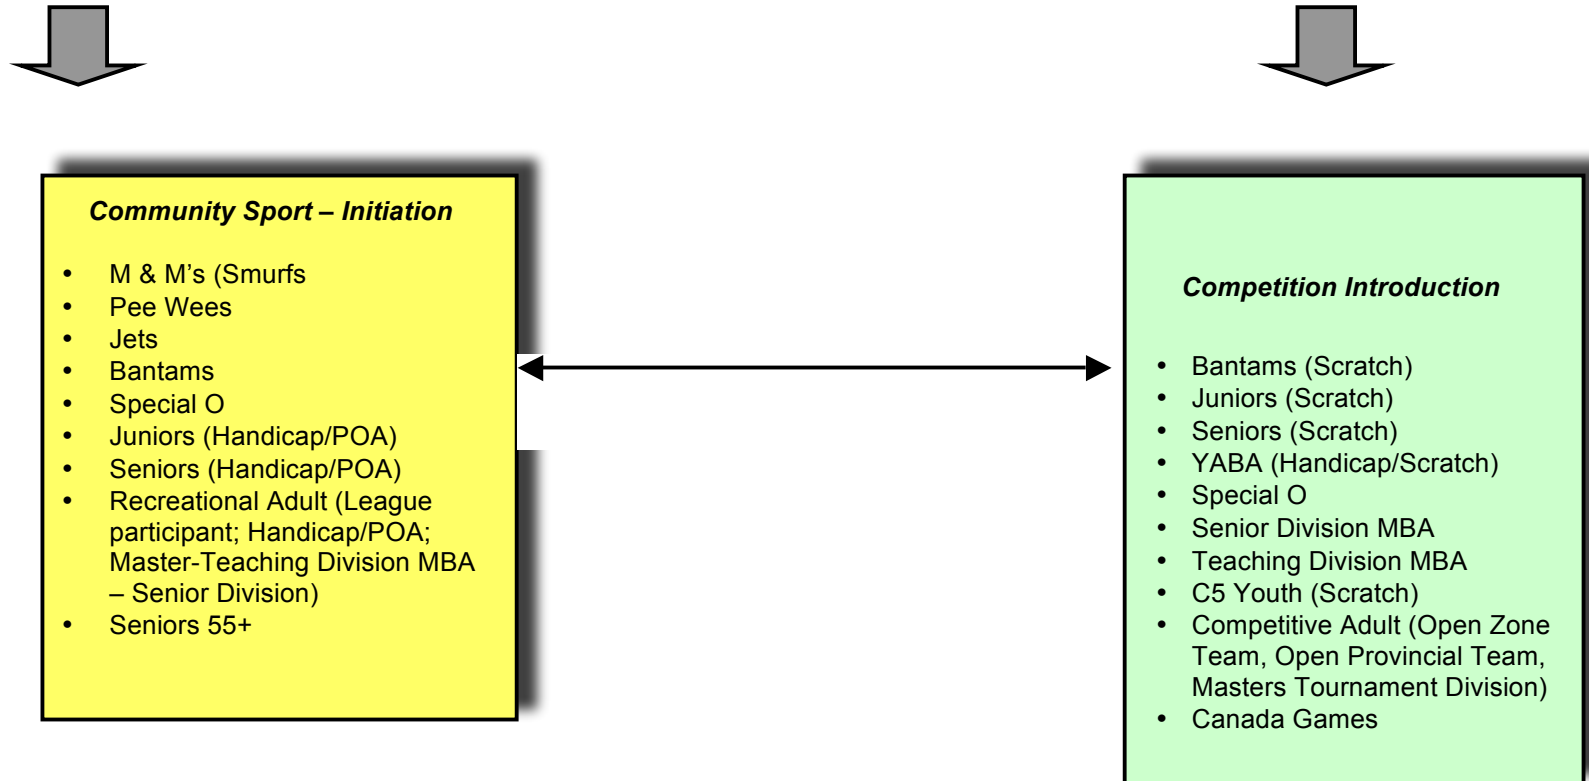 Community Sport – Initiation
• M & M's (Smurfs
• Pee Wees
• Jets
• Bantams
• Special O
• Juniors (Handicap/POA)
• Seniors (Handicap/POA)
• Recreational Adult (League
participant; Handicap/POA;
Master-Teaching Division MBA
– Senior Division)
• Seniors 55+
Competition Introduction
• Bantams (Scratch)
• Juniors (Scratch)
• Seniors (Scratch)
• YABA (Handicap/Scratch)
• Special O
• Senior Division MBA
• Teaching Division MBA
• C5 Youth (Scratch)
• Competitive Adult (Open Zone
Team, Open Provincial Team,
Masters Tournament Division)
• Canada Games